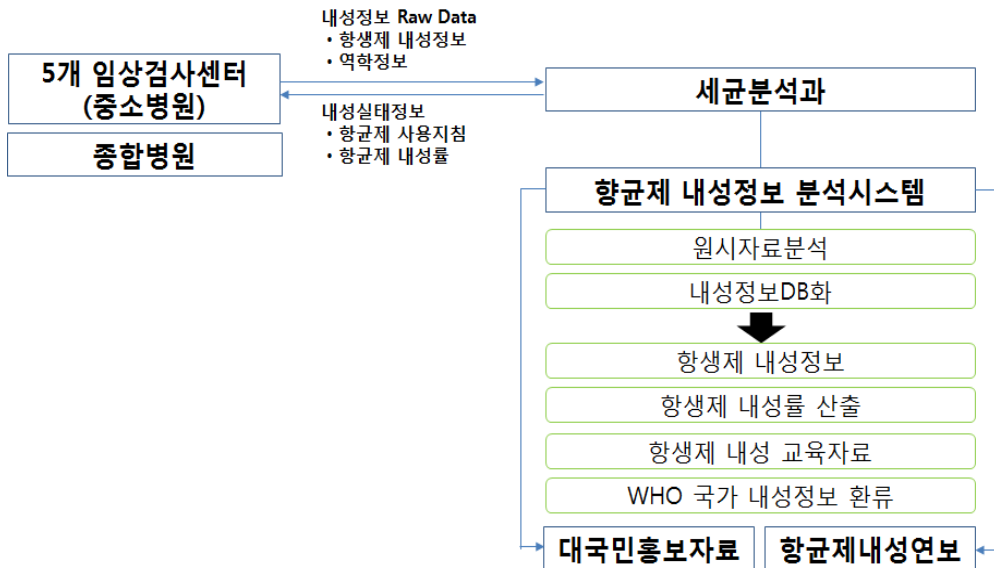 내성정보 Raw Data
· 항생제 내성정보
· 역학정보
5개 임상검사센터
(중소병원)
종합병원
내성실태정보
· 항균제 사용지침
· 항균제 내성률
세균분석과
향균제 내성정보 분석시스템
원시자료분석
내성정보DB화
항생제 내성정보
항생제 내성률 산출
항생제 내성 교육자료
WHO 국가 내성정보 환류
대국민홍보자료
항균제내성연보